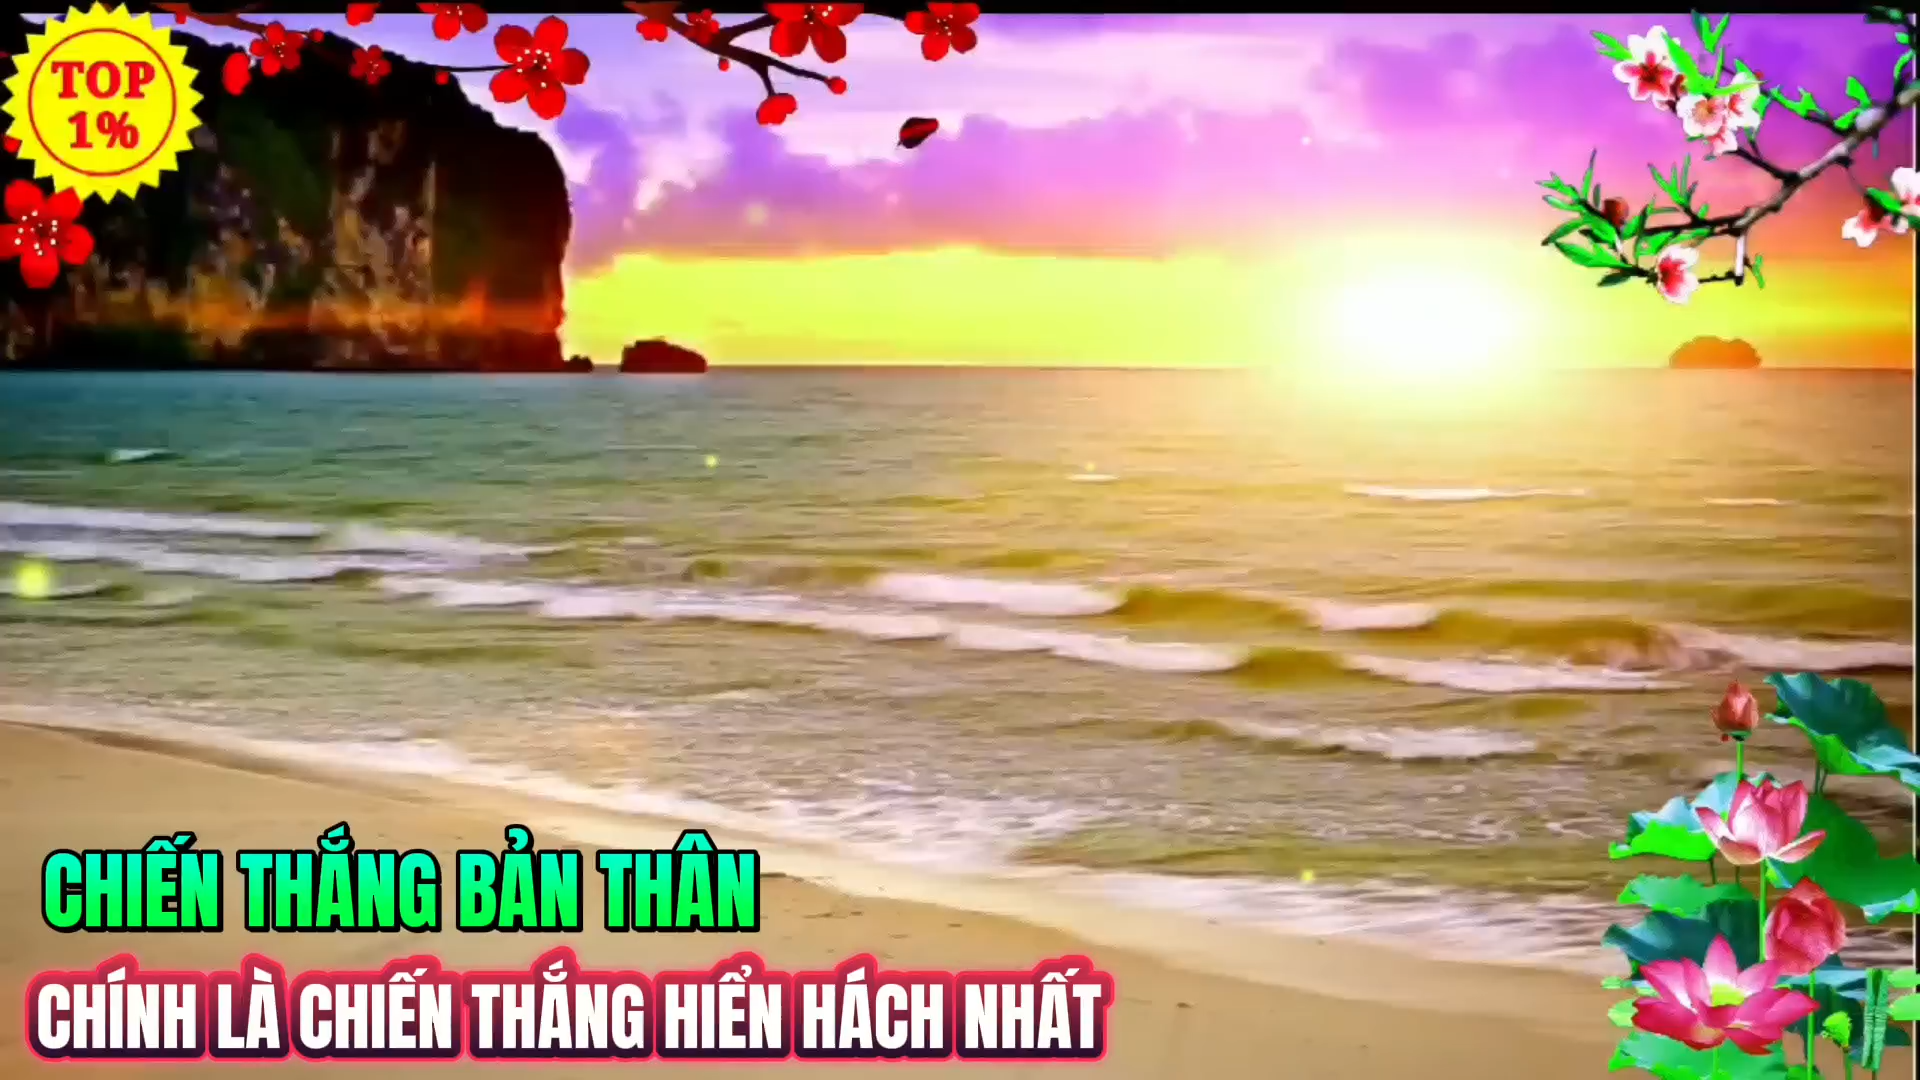 TOP
1%
CHIẾN THẮNG BẢN THÂN
CHÍNH LÀ CHIẾN THẮNG HIỂN HÁCH NHẤT